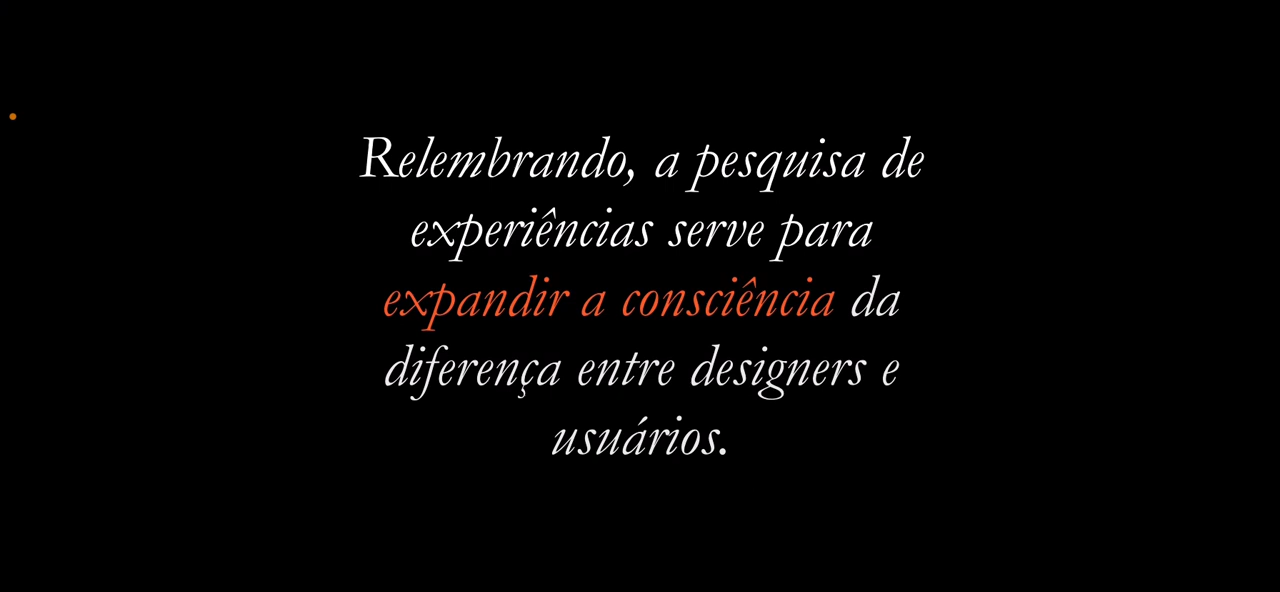 Relembrando, a pesquisa de
experiências serve para
expandir a consciência da
diferença entre designers e
usuários.